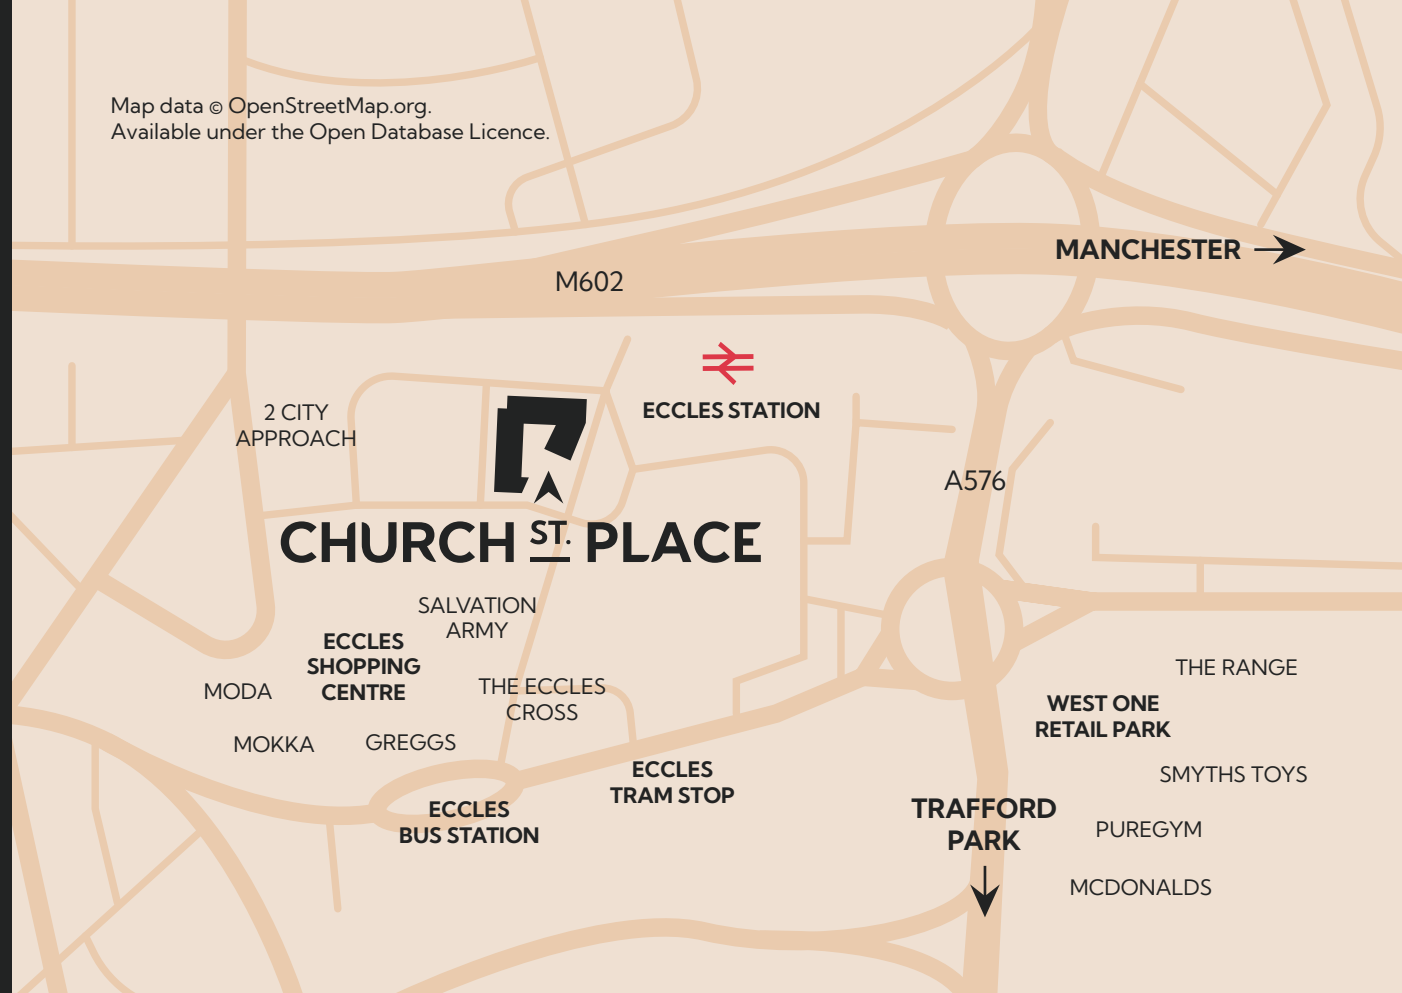 Map data © OpenStreetMap.org.
Available under the Open Database Licence.
MANCHESTER
M602
ECCLES STATION
2 CITY
APPROACH
A576
CHURCH ST. PLACE
SALVATION
ARMY
ECCLES
SHOPPING
CENTRE
MODA
THE ECCLES
CROSS
MOKKA
GREGGS
ECCLES
TRAM STOP
ECCLES
BUS STATION
THE RANGE
WEST ONE
RETAIL PARK
SMYTHS TOYS
TRAFFORD
PARK
PUREGYM
MCDONALDS